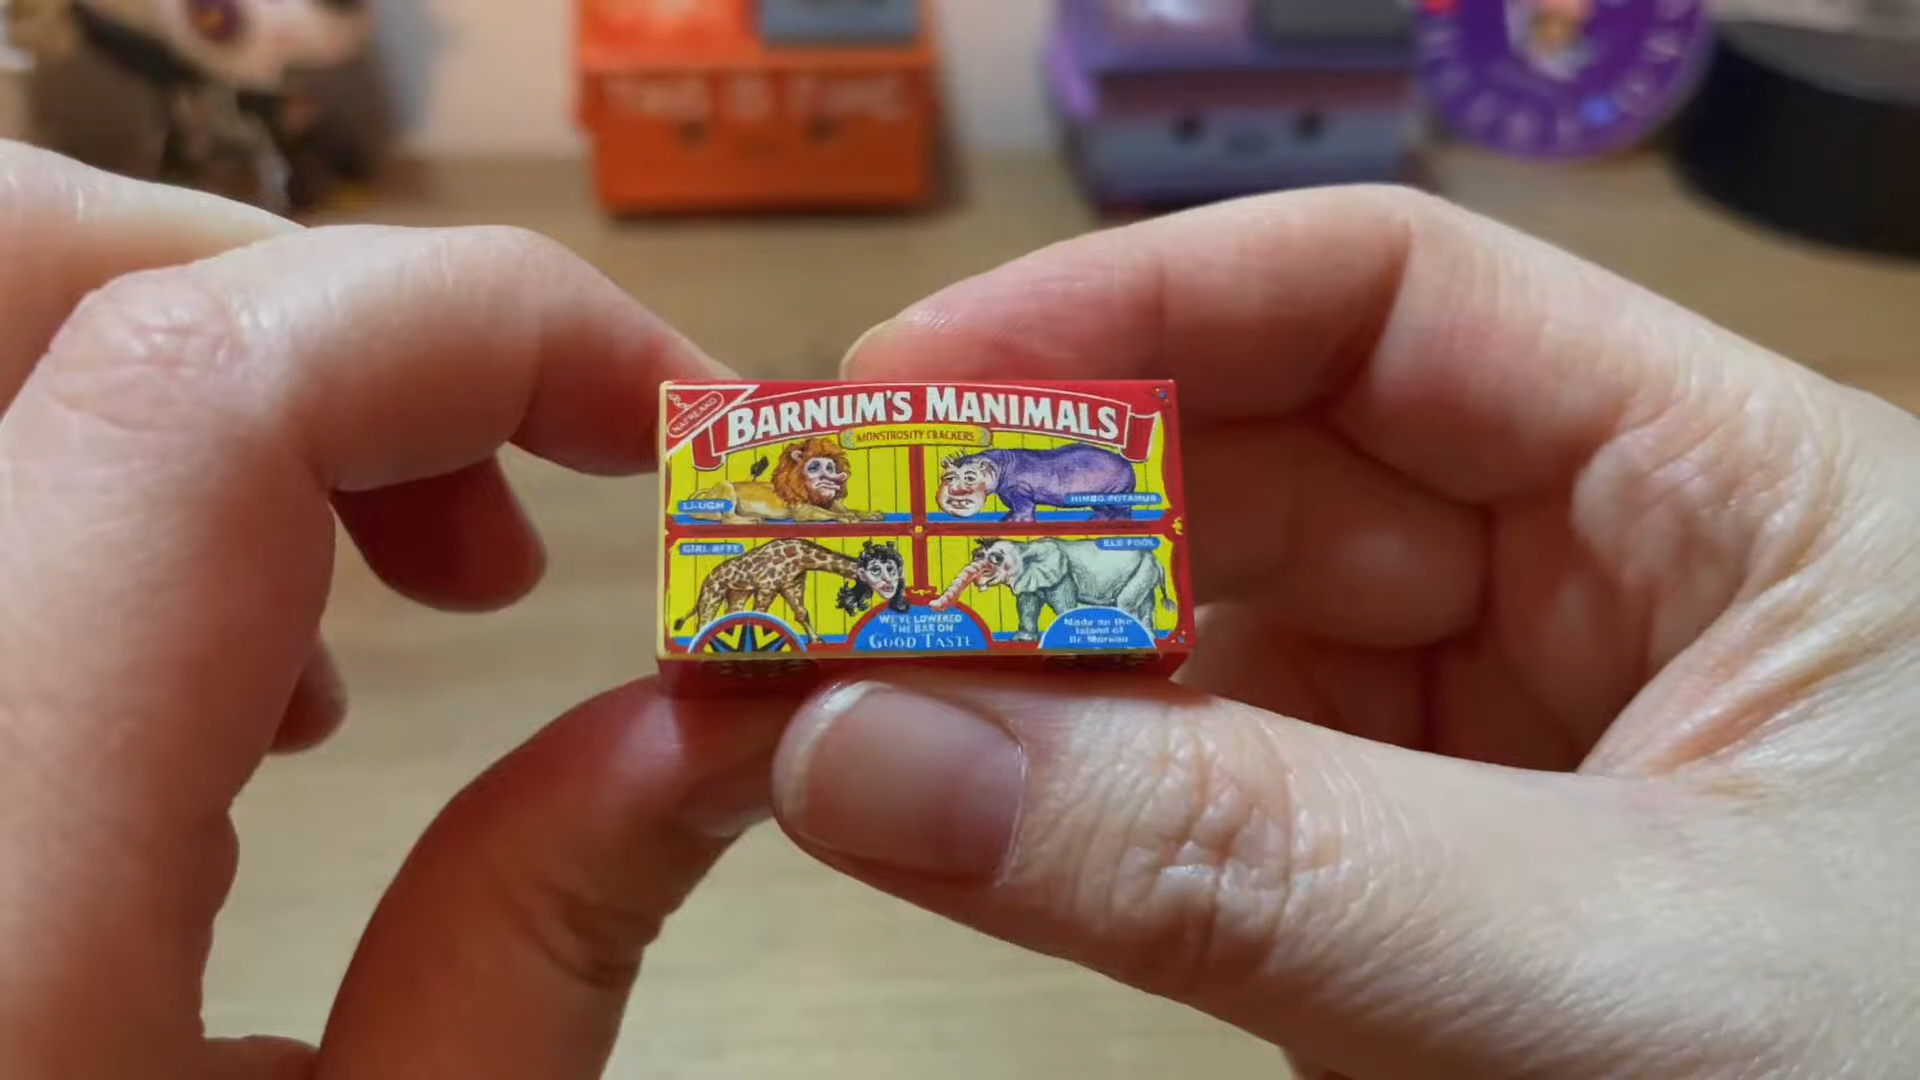 NAFREAKO
BARNUM'S MANIMALS
MONSTROSITY CRACKERS
LI-UGH
HIMBO POTAMUS
GIRL-AFFE
ELE FOOL
WE'VE LOWERED
THE BAR ON
GOOD TASTE
Made on the
Island of
Dr. Moreau